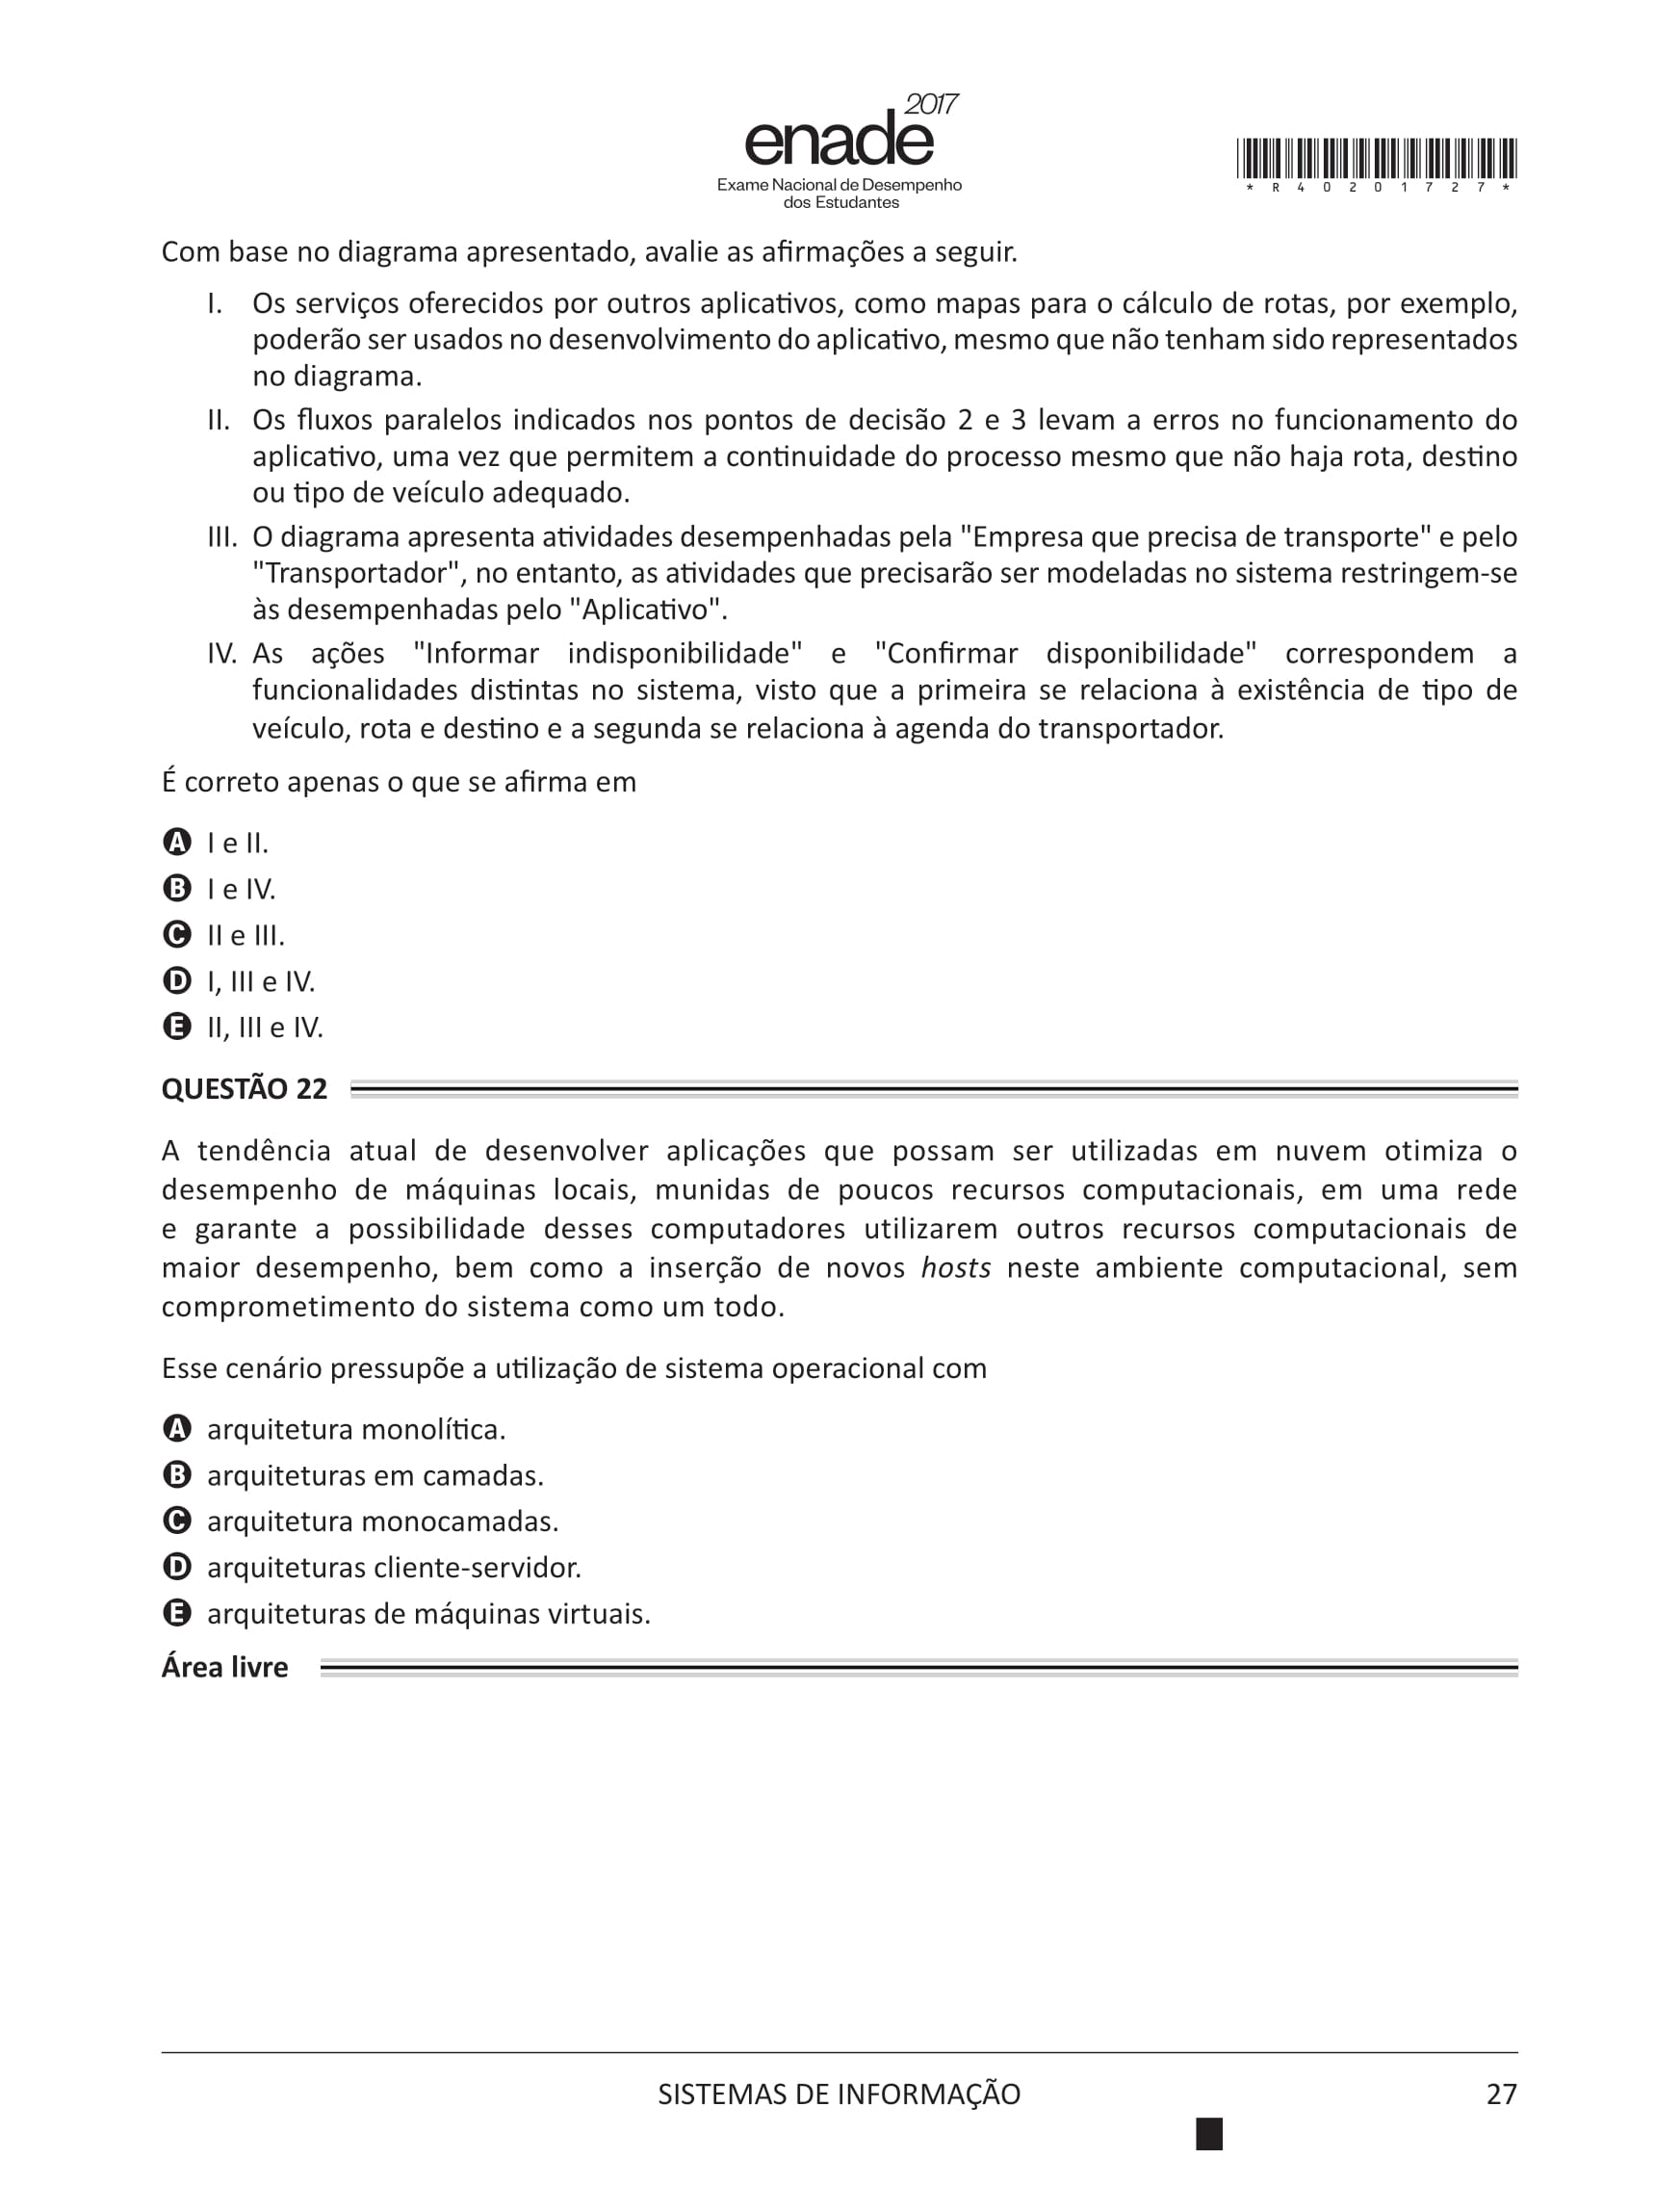 2017
enade
Exame Nacional de Desempenho
dos Estudantes
* R 4 0 2 0 1 7 2 7 *
Com base no diagrama apresentado, avalie as afirmações a seguir.
I. Os serviços oferecidos por outros aplicativos, como mapas para o cálculo de rotas, por exemplo,
poderão ser usados no desenvolvimento do aplicativo, mesmo que não tenham sido representados
no diagrama.
II. Os fluxos paralelos indicados nos pontos de decisão 2 e 3 levam a erros no funcionamento do
aplicativo, uma vez que permitem a continuidade do processo mesmo que não haja rota, destino
ou tipo de veículo adequado.
III. O diagrama apresenta atividades desempenhadas pela "Empresa que precisa de transporte" e pelo
"Transportador", no entanto, as atividades que precisarão ser modeladas no sistema restringem-se
às desempenhadas pelo "Aplicativo".
IV. As ações "Informar indisponibilidade" e "Confirmar disponibilidade" correspondem a
funcionalidades distintas no sistema, visto que a primeira se relaciona à existência de tipo de
veículo, rota e destino e a segunda se relaciona à agenda do transportador.
É correto apenas o que se afirma em
A I e II.
B I e IV.
C II e III.
D I, III e IV.
E II, III e IV.
QUESTÃO 22
A tendência atual de desenvolver aplicações que possam ser utilizadas em nuvem otimiza o
desempenho de máquinas locais, munidas de poucos recursos computacionais, em uma rede
e garante a possibilidade desses computadores utilizarem outros recursos computacionais de
maior desempenho, bem como a inserção de novos hosts neste ambiente computacional, sem
comprometimento do sistema como um todo.
Esse cenário pressupõe a utilização de sistema operacional com
A arquitetura monolítica.
B arquiteturas em camadas.
C arquitetura monocamadas.
D arquiteturas cliente-servidor.
E arquiteturas de máquinas virtuais.
Área livre
SISTEMAS DE INFORMAÇÃO
27